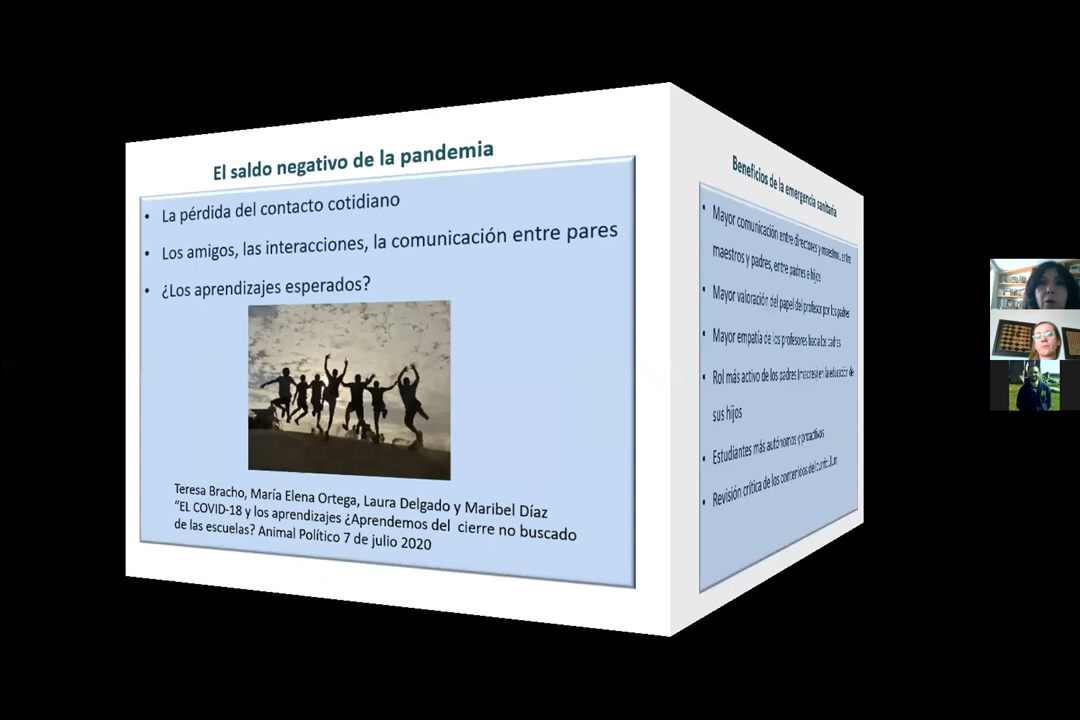 El saldo negativo de la pandemia
• La pérdida del contacto cotidiano
• Los amigos, las interacciones, la comunicación entre pares
• ¿Los aprendizajes esperados?
Teresa Bracho, María Elena Ortega, Laura Delgado y Maribel Díaz
“EL COVID-18 y los aprendizajes ¿Aprendemos del cierre no buscado
de las escuelas? Animal Político 7 de julio 2020
Beneficios de la emergencia sanitaria
• Mayor comunicación entre directores y maestros, entre
maestros y padres, entre padres e hijos
• Mayor valoración del papel del profesor por los padres
• Mayor empatía de los profesores hacia los padres
• Rol más activo de los padres (madres) en la educación de
sus hijos
• Estudiantes más autónomos y proactivos
• Revisión crítica de los contenidos del curriculum